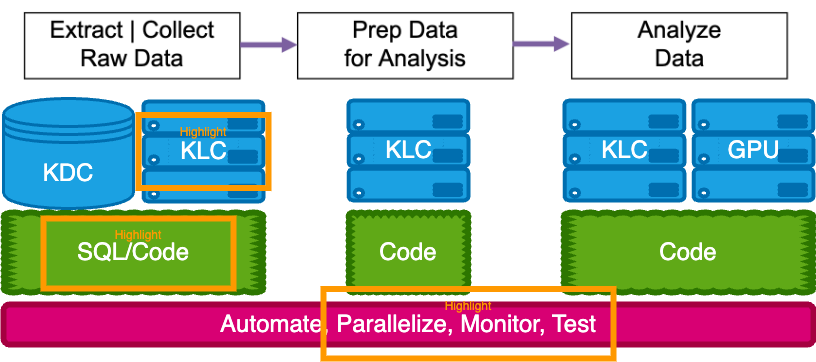 Extract | Collect
Raw Data
Prep Data
for Analysis
Analyze
Data
KDC
Highlight
KLC
KLC
KLC
GPU
Highlight
SQL/Code
Code
Code
Highlight
Automate, Parallelize, Monitor, Test